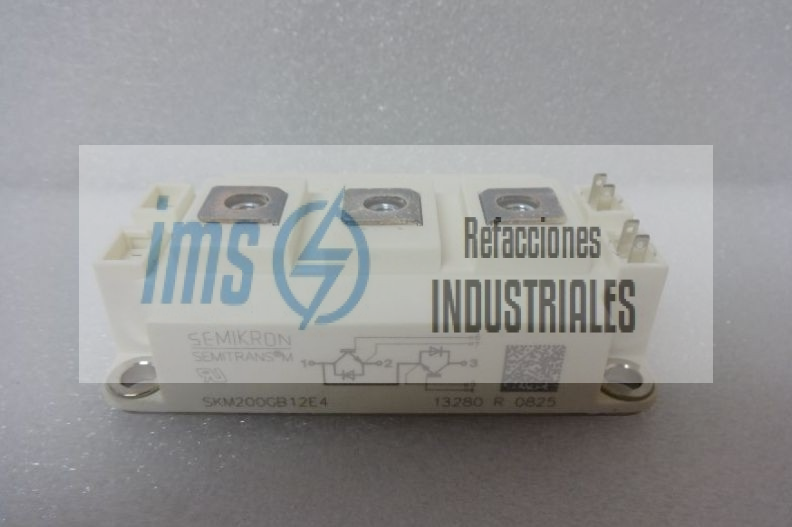 ims
Refacciones
INDUSTRIALES
SEMIKRON
SEMITRANS®M
1 2 3
SKM200GB12E4
13280 R 0825